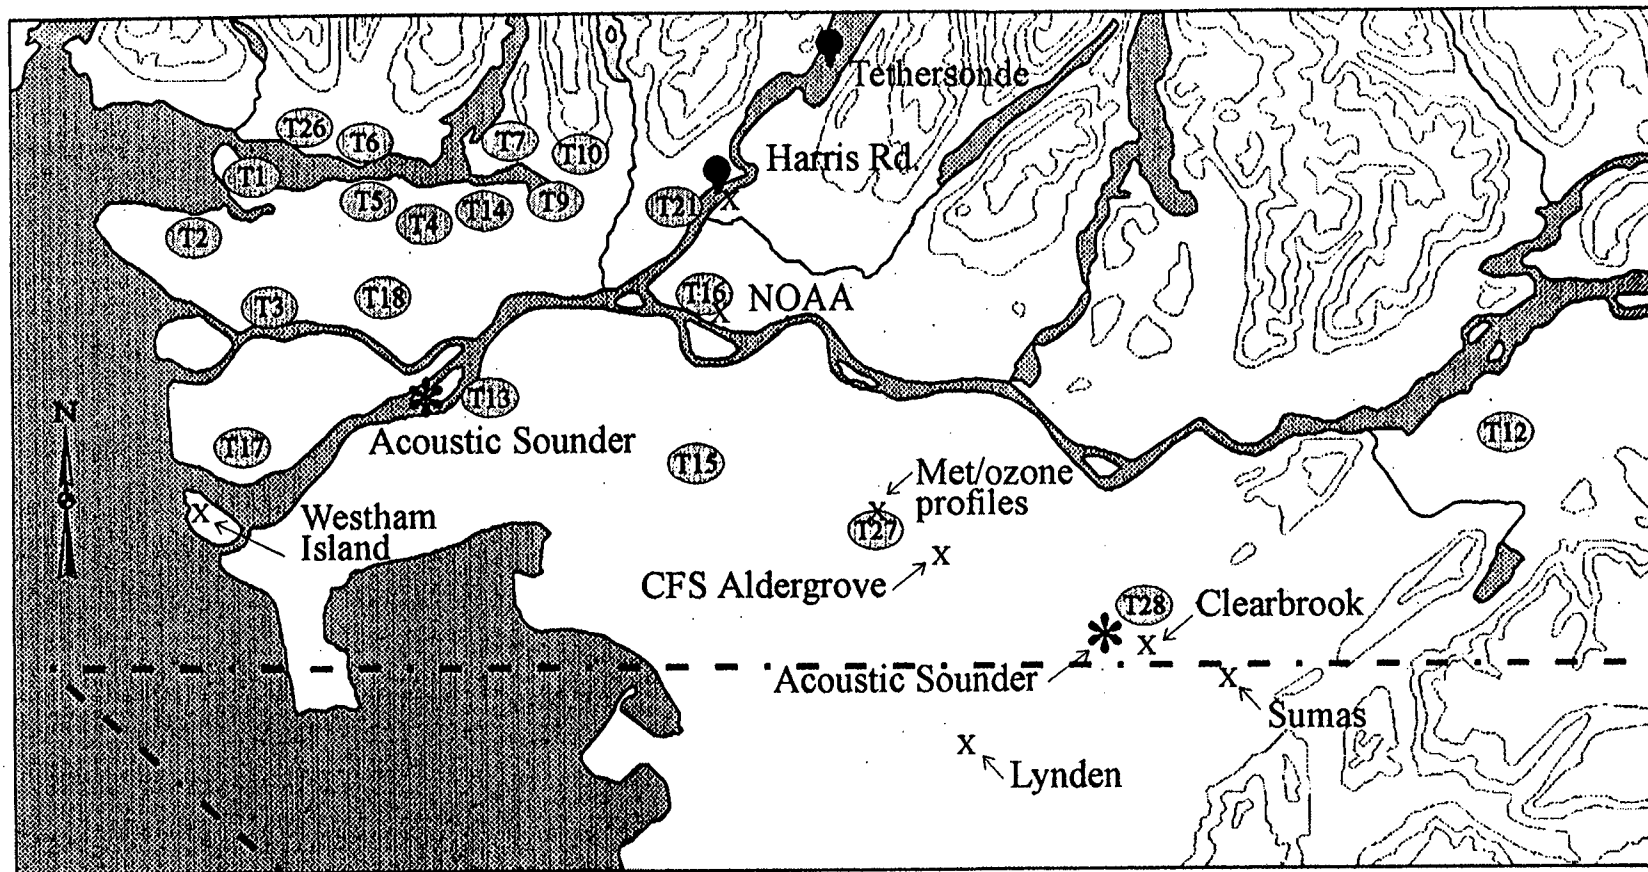 Tethersonde
T26
T6
T7
T10
Harris Rd.
T1
T5
T4
T14
T9
T21
X
T2
T3
T18
T16
X
NOAA
N
T13
Acoustic Sounder
T17
T15
Met/ozone
profiles
X
T12
X
Westham
Island
T27
X
CFS Aldergrove
T28
Clearbrook
X
Acoustic Sounder
X
Sumas
X
Lynden